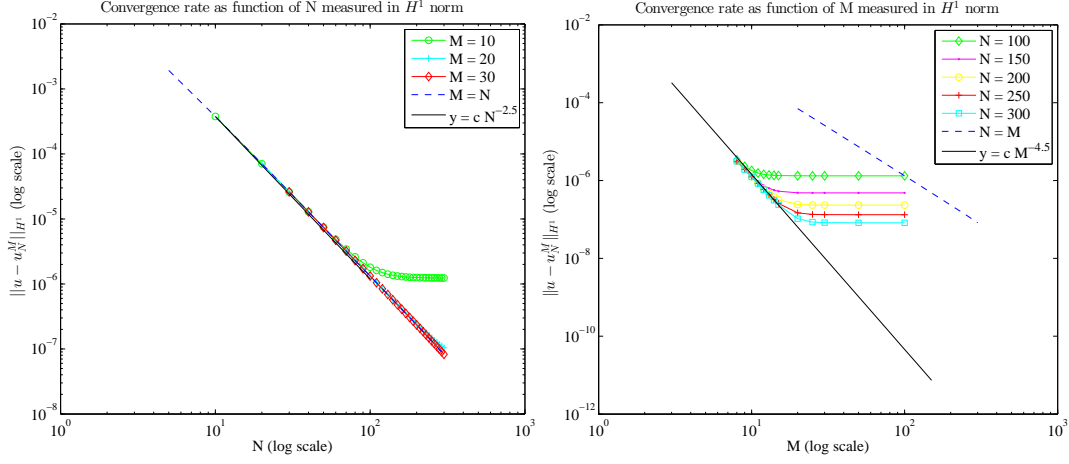 Convergence rate as function of N measured in H¹ norm
10⁻²
10⁻³
10⁻⁴
10⁻⁵
10⁻⁶
10⁻⁷
10⁻⁸
||u − u_N^M||_{H¹} (log scale)
M = 10
M = 20
M = 30
M = N
y = c N⁻²·⁵
10⁰
10¹
10²
10³
N (log scale)
Convergence rate as function of M measured in H¹ norm
10⁻²
10⁻⁴
10⁻⁶
10⁻⁸
10⁻¹⁰
10⁻¹²
||u − u_N^M||_{H¹} (log scale)
N = 100
N = 150
N = 200
N = 250
N = 300
N = M
y = c M⁻⁴·⁵
10⁰
10¹
10²
10³
M (log scale)